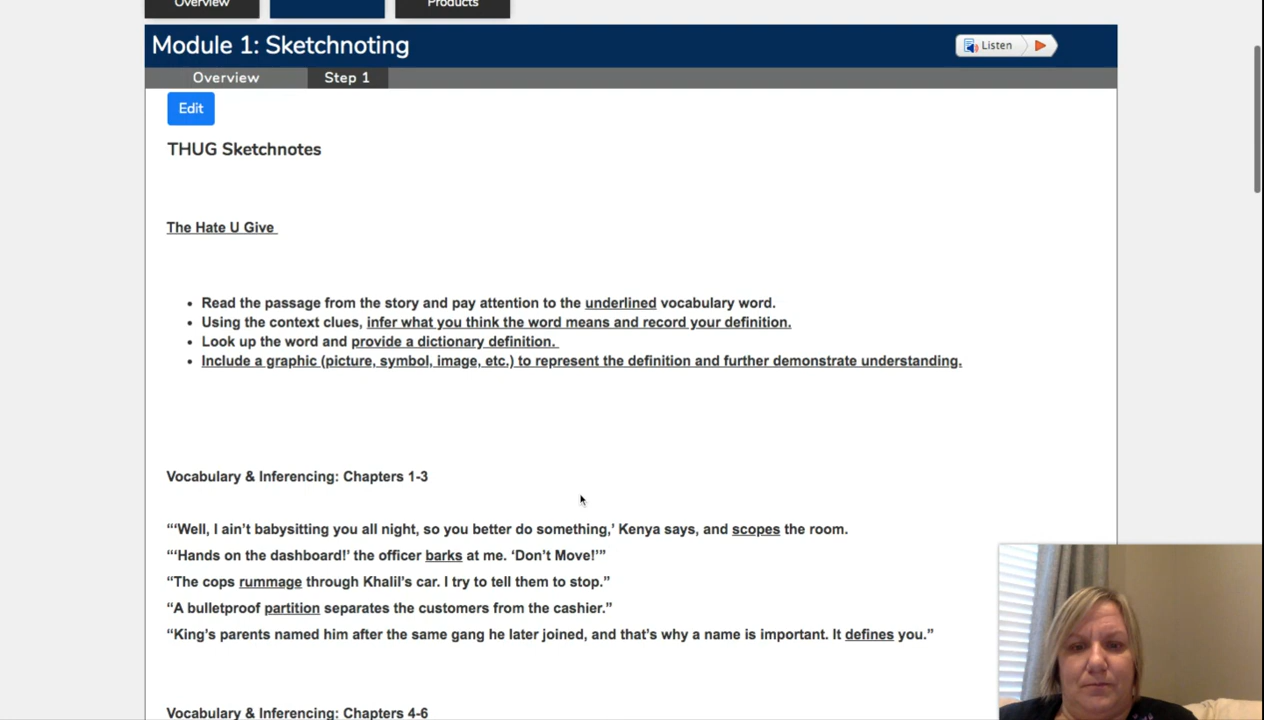 Overview
Products
Module 1: Sketchnoting
Listen
Overview
Step 1
Edit
THUG Sketchnotes
The Hate U Give
• Read the passage from the story and pay attention to the underlined vocabulary word.
• Using the context clues, infer what you think the word means and record your definition.
• Look up the word and provide a dictionary definition.
• Include a graphic (picture, symbol, image, etc.) to represent the definition and further demonstrate understanding.
Vocabulary & Inferencing: Chapters 1-3
“‘Well, I ain’t babysitting you all night, so you better do something,’ Kenya says, and scopes the room.
“‘Hands on the dashboard!’ the officer barks at me. ‘Don’t Move!’”
“The cops rummage through Khalil’s car. I try to tell them to stop.”
“A bulletproof partition separates the customers from the cashier.”
“King’s parents named him after the same gang he later joined, and that’s why a name is important. It defines you.”
Vocabulary & Inferencing: Chapters 4-6